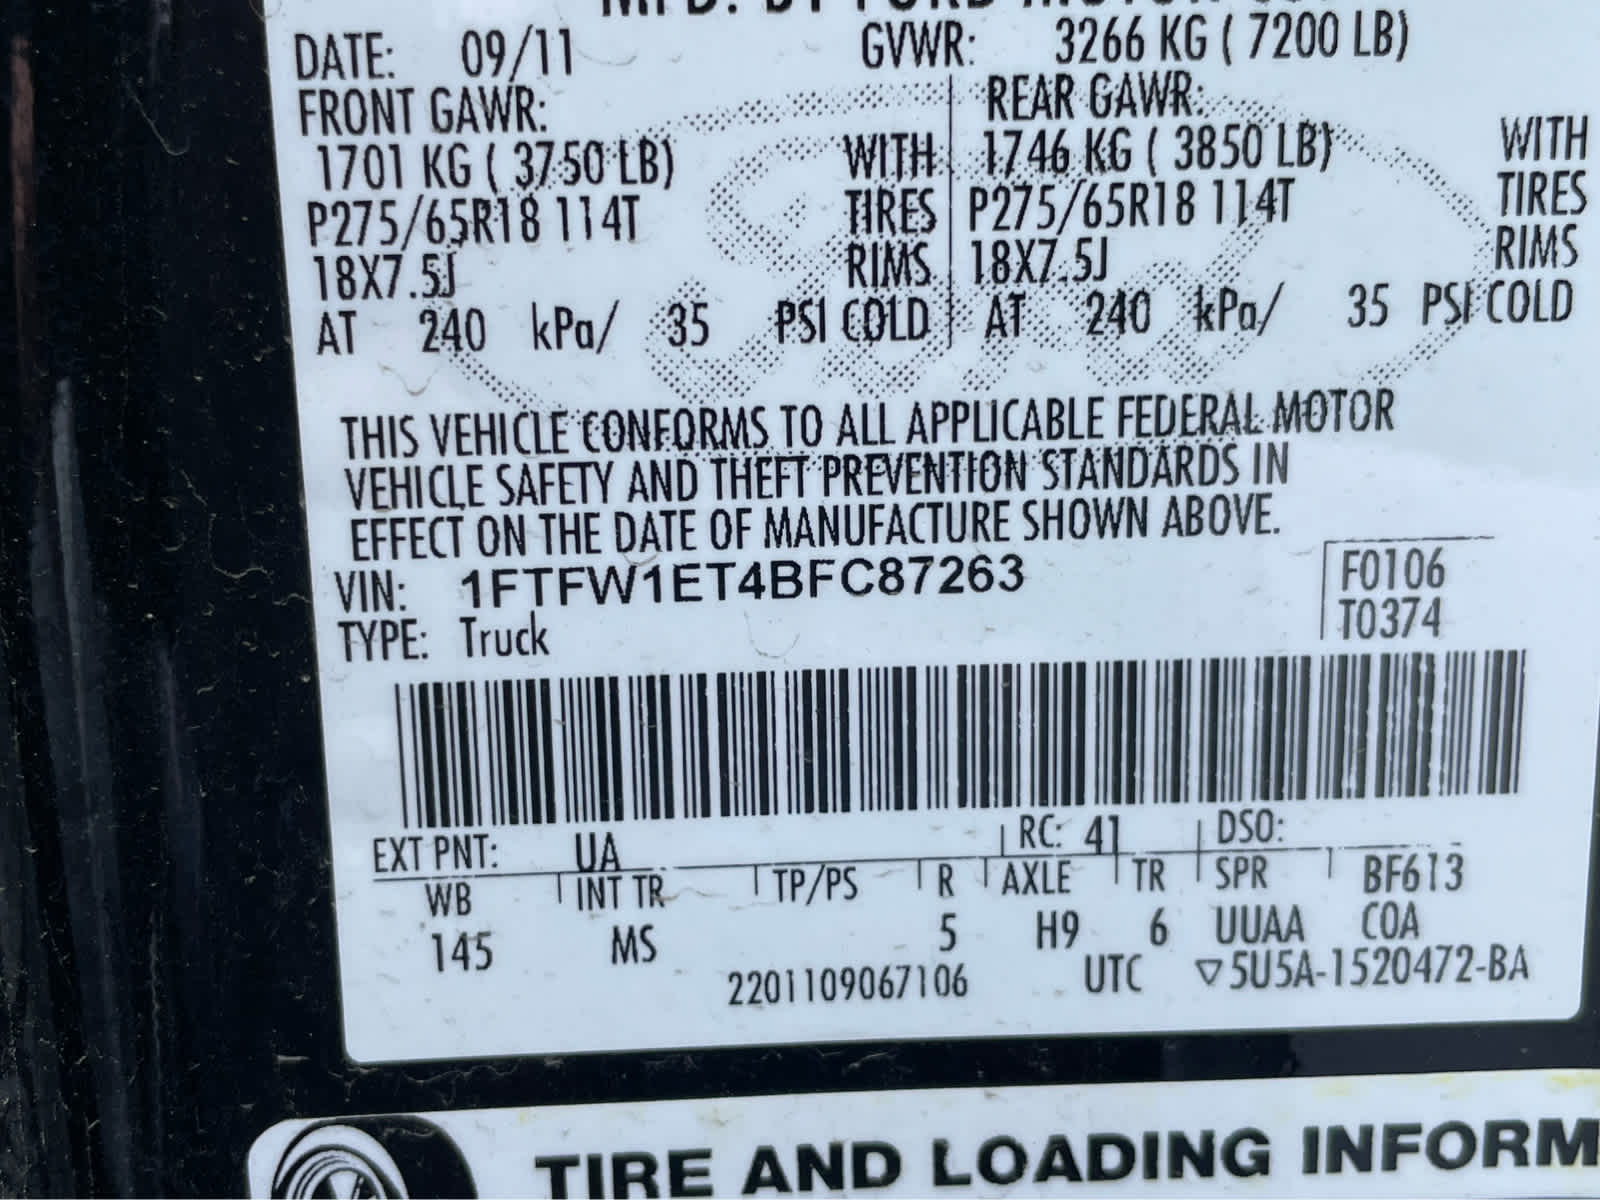 MFD. BY FORD MOTOR CO.
DATE: 09/11 GVWR: 3266 KG ( 7200 LB)
FRONT GAWR: REAR GAWR:
1701 KG ( 3750 LB) WITH 1746 KG ( 3850 LB) WITH
P275/65R18 114T TIRES P275/65R18 114T TIRES
18X7.5J RIMS 18X7.5J RIMS
AT 240 kPa/ 35 PSI COLD AT 240 kPa/ 35 PSI COLD
THIS VEHICLE CONFORMS TO ALL APPLICABLE FEDERAL MOTOR
VEHICLE SAFETY AND THEFT PREVENTION STANDARDS IN
EFFECT ON THE DATE OF MANUFACTURE SHOWN ABOVE.
VIN: 1FTFW1ET4BFC87263 F0106
TYPE: Truck T0374
EXT PNT: UA RC: 41 DSO:
WB INT TR TP/PS R AXLE TR SPR BF613
145 MS 5 H9 6 UUAA COA
2201109067106 UTC ▽5U5A-1520472-BA
TIRE AND LOADING INFORM